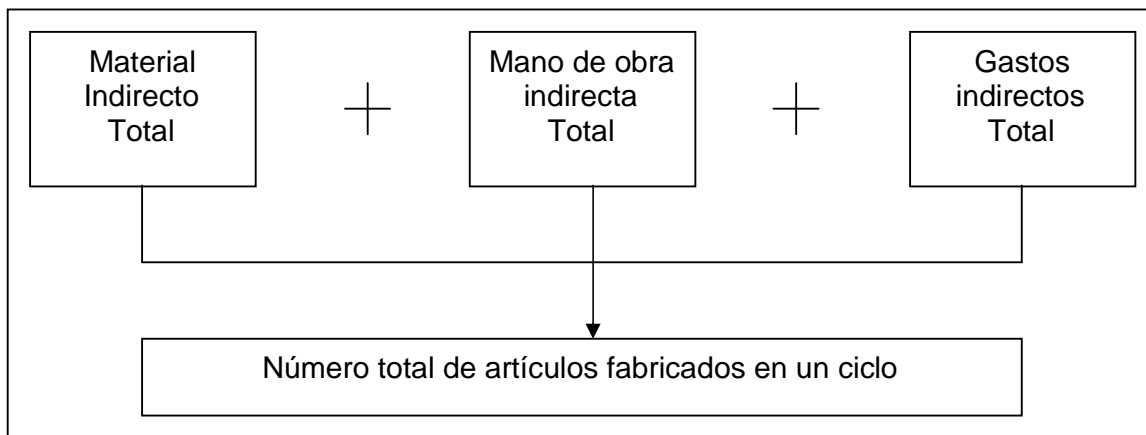 Material
Indirecto
Total
+
Mano de obra
indirecta
Total
+
Gastos
indirectos
Total
Número total de artículos fabricados en un ciclo